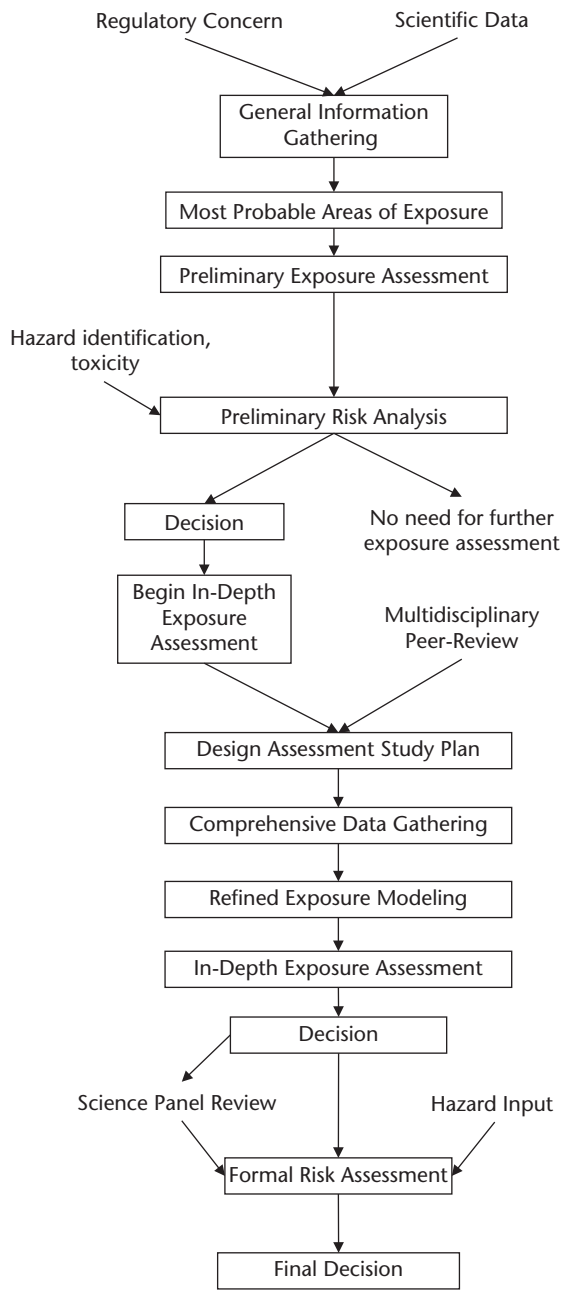 Regulatory Concern
Scientific Data
General Information
Gathering
Most Probable Areas of Exposure
Preliminary Exposure Assessment
Hazard identification,
toxicity
Preliminary Risk Analysis
Decision
No need for further
exposure assessment
Begin In-Depth
Exposure
Assessment
Multidisciplinary
Peer-Review
Design Assessment Study Plan
Comprehensive Data Gathering
Refined Exposure Modeling
In-Depth Exposure Assessment
Decision
Science Panel Review
Hazard Input
Formal Risk Assessment
Final Decision